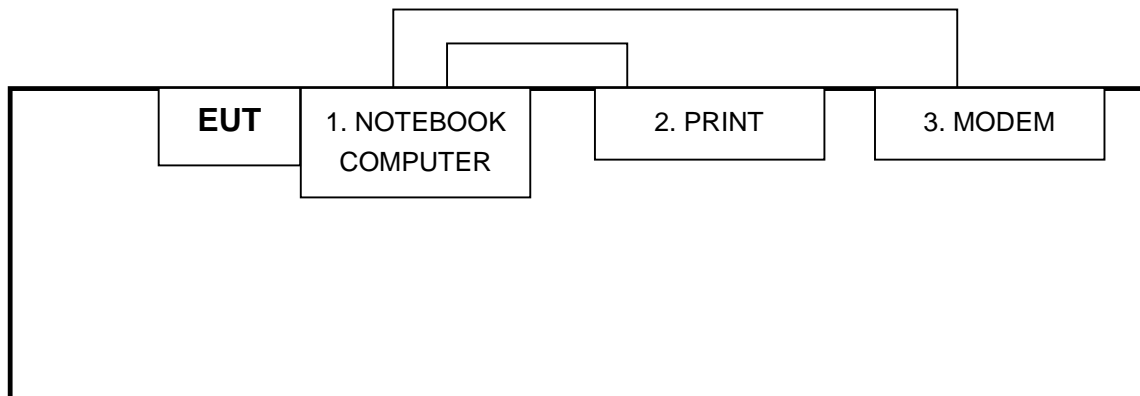 EUT
1. NOTEBOOK
COMPUTER
2. PRINT
3. MODEM